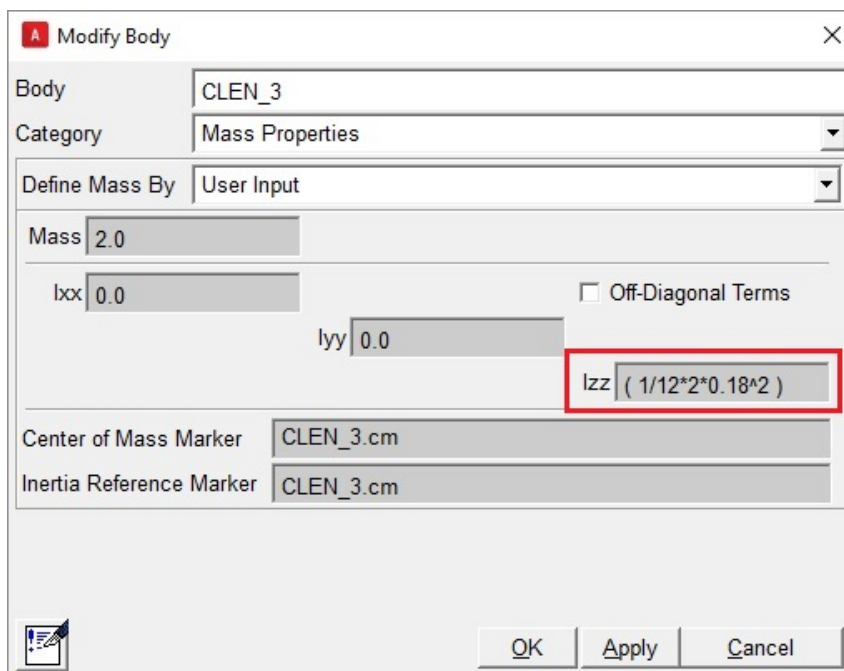 A Modify Body
Body CLEN_3
Category Mass Properties
Define Mass By User Input
Mass 2.0
Ixx 0.0 Off-Diagonal Terms
Iyy 0.0
Izz ( 1/12*2*0.18^2 )
Center of Mass Marker CLEN_3.cm
Inertia Reference Marker CLEN_3.cm
OK Apply Cancel